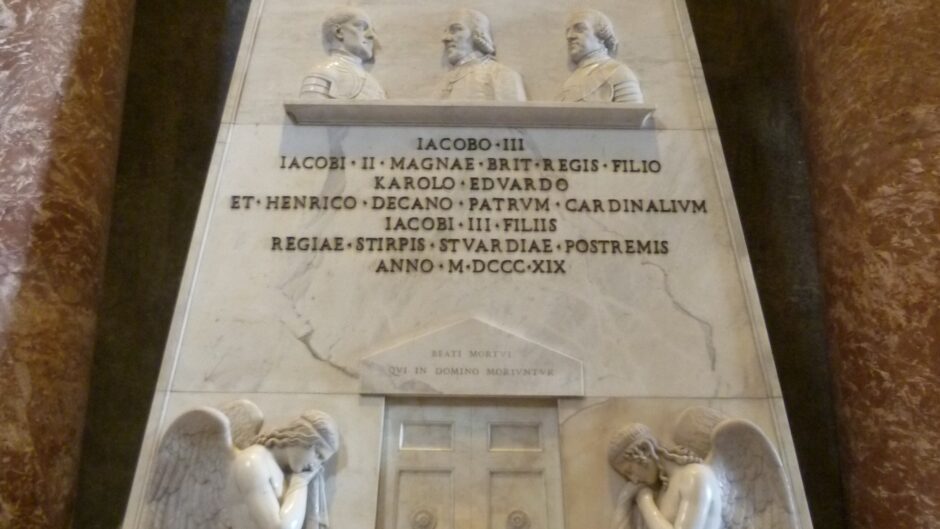 IACOBO · III
IACOBI · II · MAGNAE · BRIT · REGIS · FILIO
KAROLO · EDVARDO
ET · HENRICO · DECANO · PATRVM · CARDINALIVM
IACOBI · III · FILIIS
REGIAE · STIRPIS · STVARDIAE · POSTREMIS
ANNO · M · DCCC · XIX
BEATI MORTVI
QVI IN DOMINO MORIVNTVR